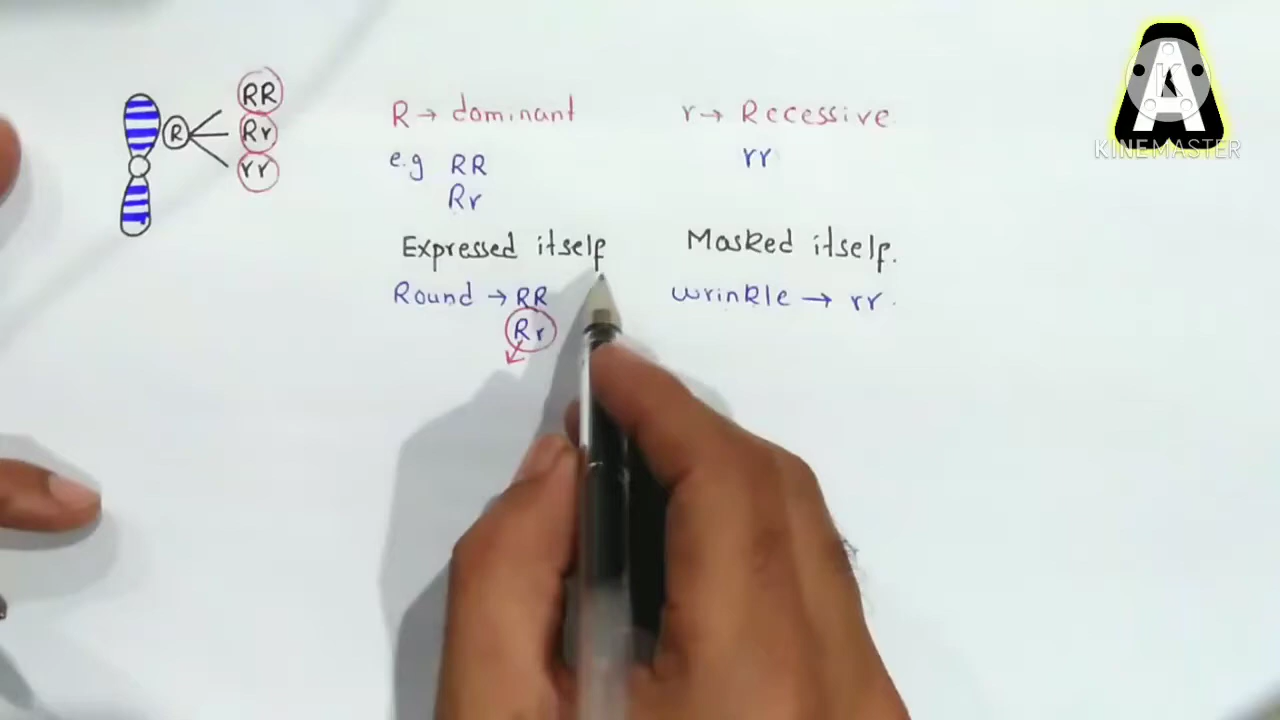 R
RR
Rr
rr
R → dominant
e.g RR
Rr
Expressed itself
Round → RR
Rr
r → Recessive
rr
Masked itself.
wrinkle → rr.
A
K
KINEMASTER